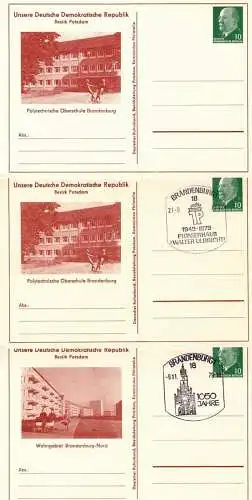 Unsere Deutsche Demokratische Republik
Bezirk Potsdam
10
Polytechnische Oberschule Brandenburg
Abs.:
Unsere Deutsche Demokratische Republik
Bezirk Potsdam
BRANDENBURG
18
10
1949-1979
PIONIERHAUS
"WALTER ULBRICHT"
Polytechnische Oberschule Brandenburg
Abs.:
Unsere Deutsche Demokratische Republik
Bezirk Potsdam
BRANDENBURG
18
10
1050
JAHRE
Wohngebiet Brandenburg-Nord
Abs.: